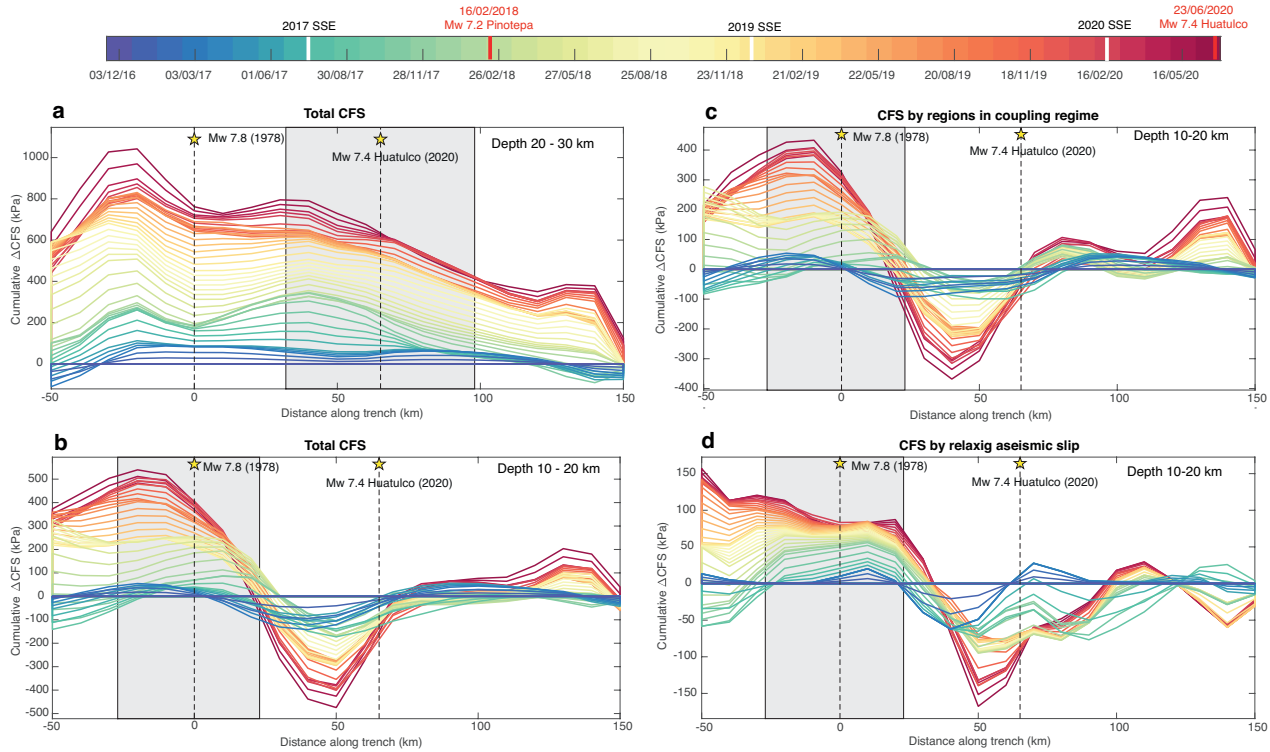 16/02/2018
23/06/2020
2017 SSE
Mw 7.2 Pinotepa
2019 SSE
2020 SSE
Mw 7.4 Huatulco
03/12/16
03/03/17
01/06/17
30/08/17
28/11/17
26/02/18
27/05/18
25/08/18
23/11/18
21/02/19
22/05/19
20/08/19
18/11/19
16/02/20
16/05/20
a
Total CFS
Mw 7.8 (1978)
Mw 7.4 Huatulco (2020)
Depth 20 - 30 km
Cumulative ΔCFS (kPa)
1000
800
600
400
200
0
-50
0
50
100
150
Distance along trench (km)
c
CFS by regions in coupling regime
Mw 7.8 (1978)
Mw 7.4 Huatulco (2020)
Depth 10-20 km
Cumulative ΔCFS (kPa)
400
300
200
100
0
-100
-200
-300
-400
-50
0
50
100
150
Distance along trench (km)
b
Total CFS
Mw 7.8 (1978)
Mw 7.4 Huatulco (2020)
Depth 10 - 20 km
Cumulative ΔCFS (kPa)
500
400
300
200
100
0
-100
-200
-300
-400
-500
-50
0
50
100
150
Distance along trench (km)
d
CFS by relaxig aseismic slip
Mw 7.8 (1978)
Mw 7.4 Huatulco (2020)
Depth 10-20 km
Cumulative ΔCFS (kPa)
150
100
50
0
-50
-100
-150
-50
0
50
100
150
Distance along trench (km)